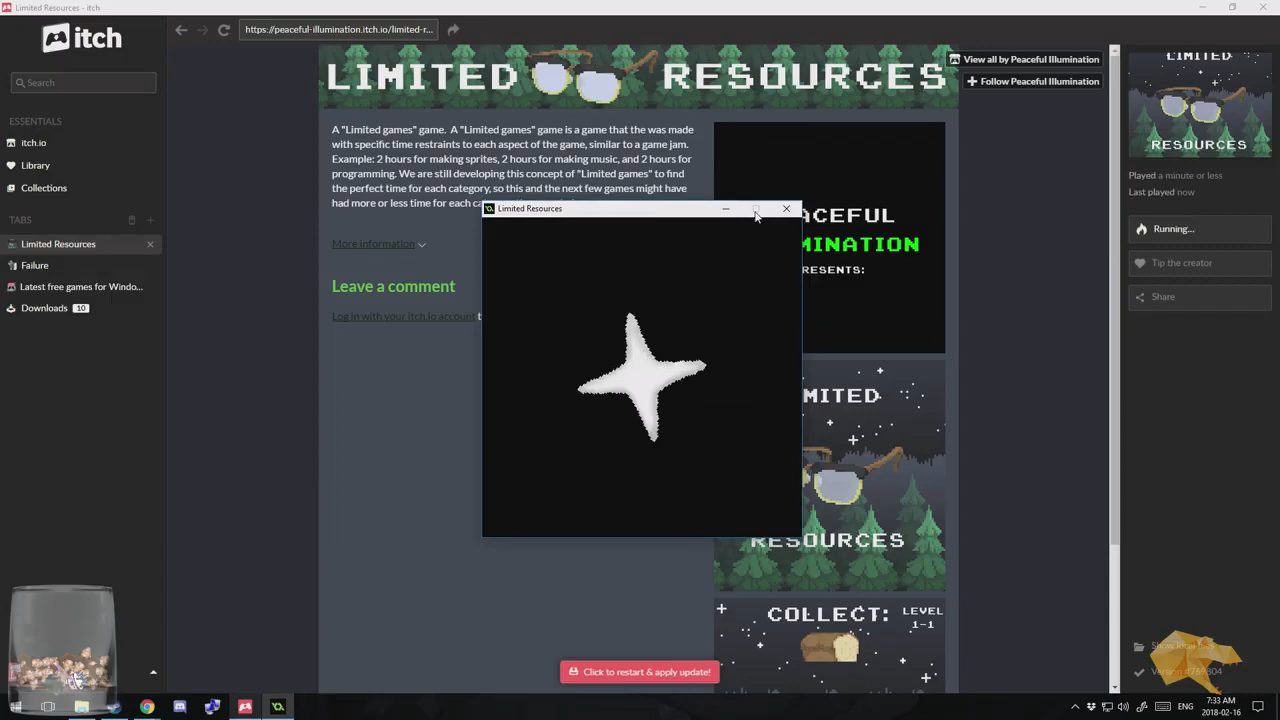 Limited Resources
itch
https://peaceful-illumination.itch.io/limited-r...
Search
ESSENTIALS
itch.io
Library
Collections
TABS
Limited Resources
Failure
Latest free games for Windo...
Downloads 10
LIMITED RESOURCES
View all by Peaceful Illumination
Follow Peaceful Illumination
A "Limited games" game. A "Limited games" game is a game that the was made
with specific time restraints to each aspect of the game, similar to a game jam.
Example: 2 hours for making sprites, 2 hours for making music, and 2 hours for
programming. We are still developing this concept of "Limited games" to find
the perfect time for each category, so this and the next few games might have
had more or less time for each ca
More information
Leave a comment
Log in with your itch.io account t
Limited Resources
ACEFUL
MINATION
RESENTS:
IMITED
RESOURCES
COLLECT:
LEVEL
1-1
Click to restart & apply update!
LIMITED
RESOURCES
Played a minute or less
Last played now
Running...
Tip the creator
Share
ENG
7:33 AM
2018-02-16